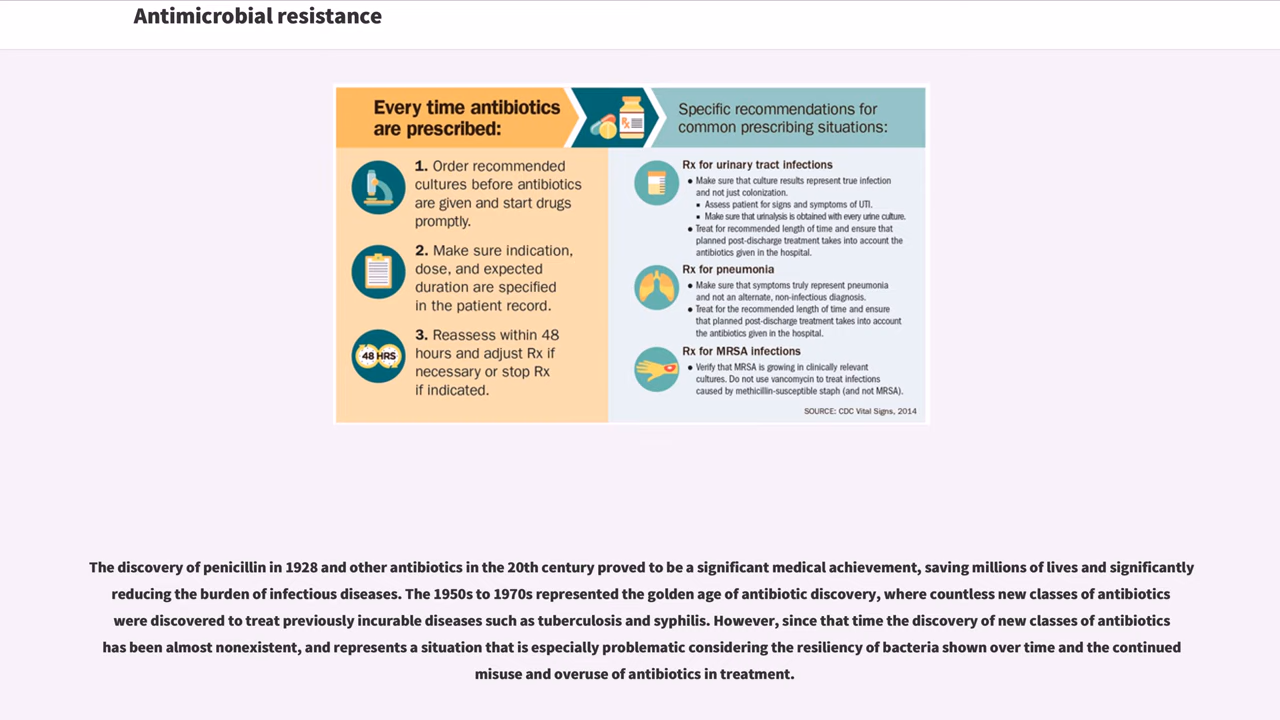 Antimicrobial resistance
Every time antibiotics
are prescribed:
1. Order recommended
cultures before antibiotics
are given and start drugs
promptly.
2. Make sure indication,
dose, and expected
duration are specified
in the patient record.
48 HRS
3. Reassess within 48
hours and adjust Rx if
necessary or stop Rx
if indicated.
Rx
Specific recommendations for
common prescribing situations:
Rx for urinary tract infections
● Make sure that culture results represent true infection
and not just colonization.
▪ Assess patient for signs and symptoms of UTI.
▪ Make sure that urinalysis is obtained with every urine culture.
● Treat for recommended length of time and ensure that
planned post-discharge treatment takes into account the
antibiotics given in the hospital.
Rx for pneumonia
● Make sure that symptoms truly represent pneumonia
and not an alternate, non-infectious diagnosis.
● Treat for the recommended length of time and ensure
that planned post-discharge treatment takes into account
the antibiotics given in the hospital.
Rx for MRSA infections
● Verify that MRSA is growing in clinically relevant
cultures. Do not use vancomycin to treat infections
caused by methicillin-susceptible staph (and not MRSA).
SOURCE: CDC Vital Signs, 2014
The discovery of penicillin in 1928 and other antibiotics in the 20th century proved to be a significant medical achievement, saving millions of lives and significantly
reducing the burden of infectious diseases. The 1950s to 1970s represented the golden age of antibiotic discovery, where countless new classes of antibiotics
were discovered to treat previously incurable diseases such as tuberculosis and syphilis. However, since that time the discovery of new classes of antibiotics
has been almost nonexistent, and represents a situation that is especially problematic considering the resiliency of bacteria shown over time and the continued
misuse and overuse of antibiotics in treatment.